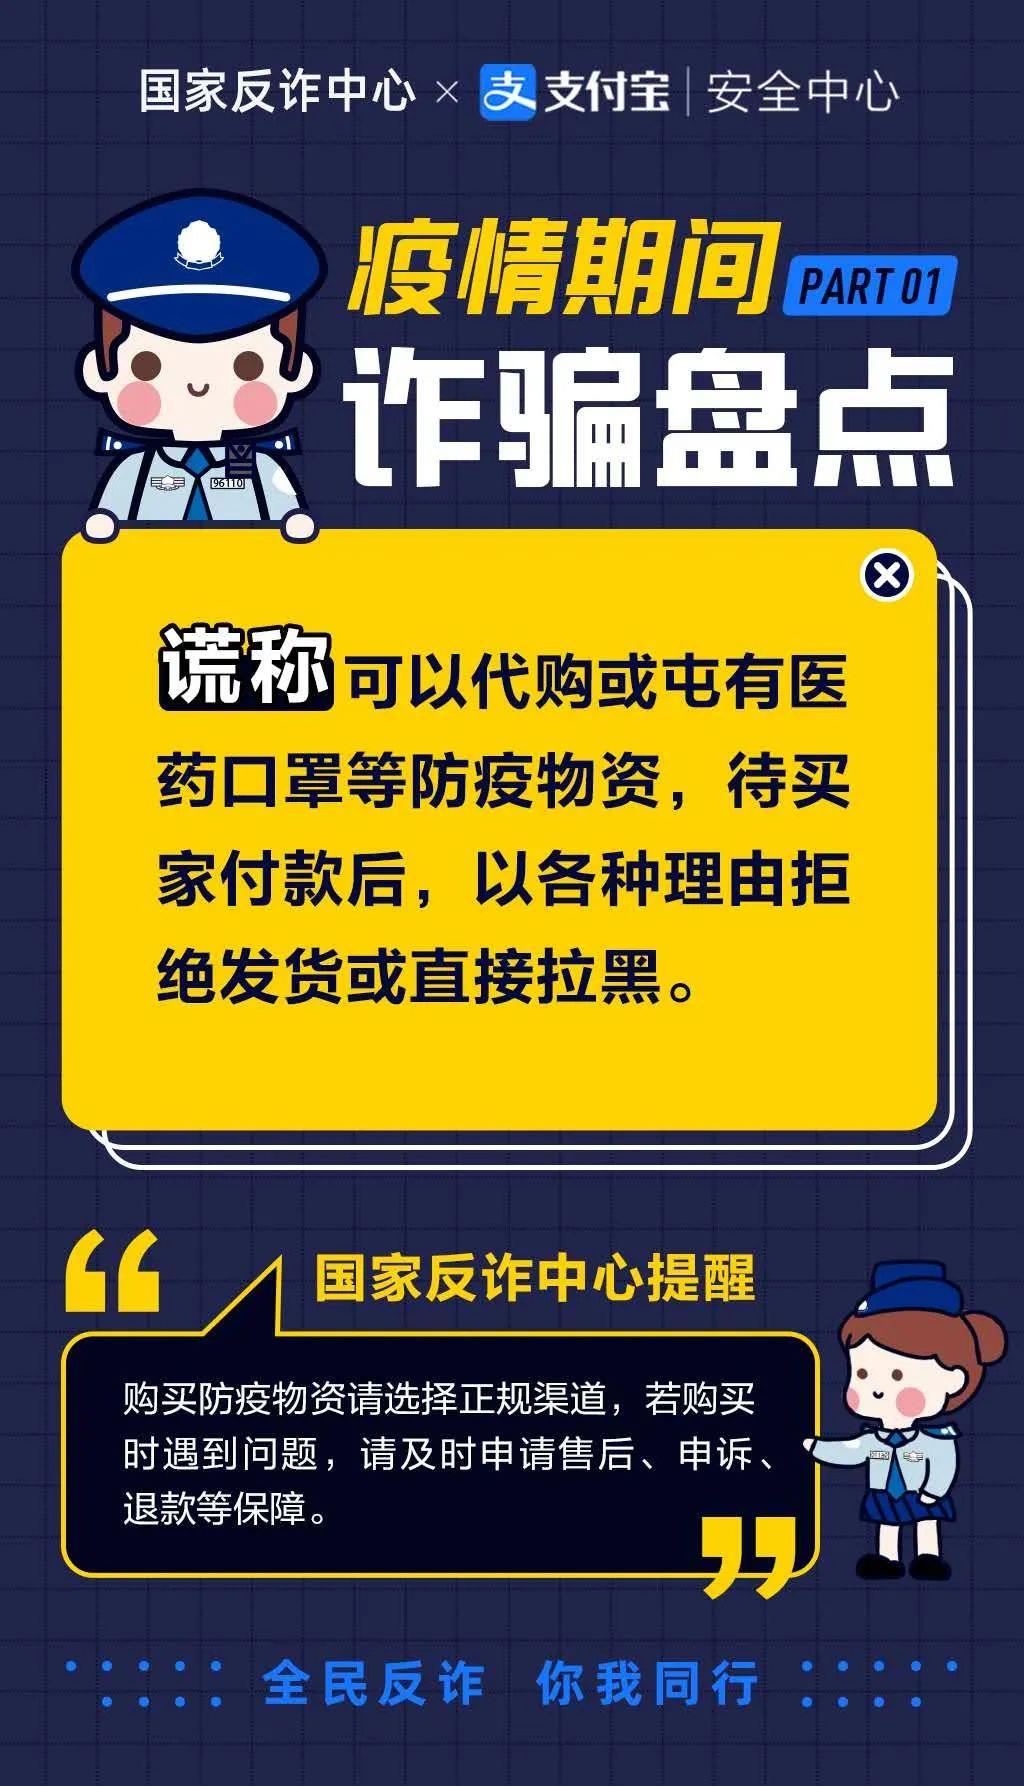 国家反诈中心 × 支 支付宝 | 安全中心
疫情期间 PART 01
诈骗盘点
96110
谎称可以代购或屯有医
药口罩等防疫物资，待买
家付款后，以各种理由拒
绝发货或直接拉黑。
国家反诈中心提醒
购买防疫物资请选择正规渠道，若购买
时遇到问题，请及时申请售后、申诉、
退款等保障。
全民反诈 你我同行